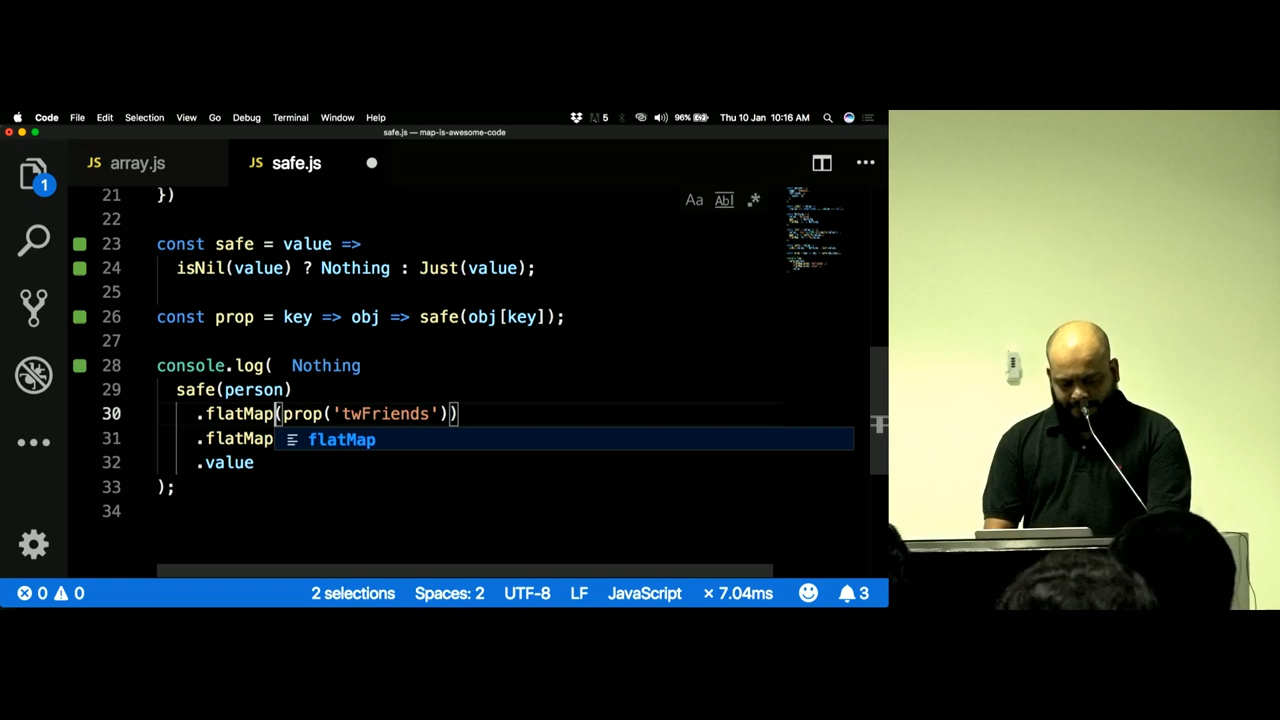 Code File Edit Selection View Go Debug Terminal Window Help 5 96% Thu 10 Jan 10:16 AM
safe.js — map-is-awesome-code
JS array.js JS safe.js
1
Aa Abl .*
21 })
22
23 const safe = value =>
24 isNil(value) ? Nothing : Just(value);
25
26 const prop = key => obj => safe(obj[key]);
27
28 console.log( Nothing
29 safe(person)
30 .flatMap(prop('twFriends'))
31 .flatMap flatMap
32 .value
33 );
34
0 0 2 selections Spaces: 2 UTF-8 LF JavaScript × 7.04ms 3